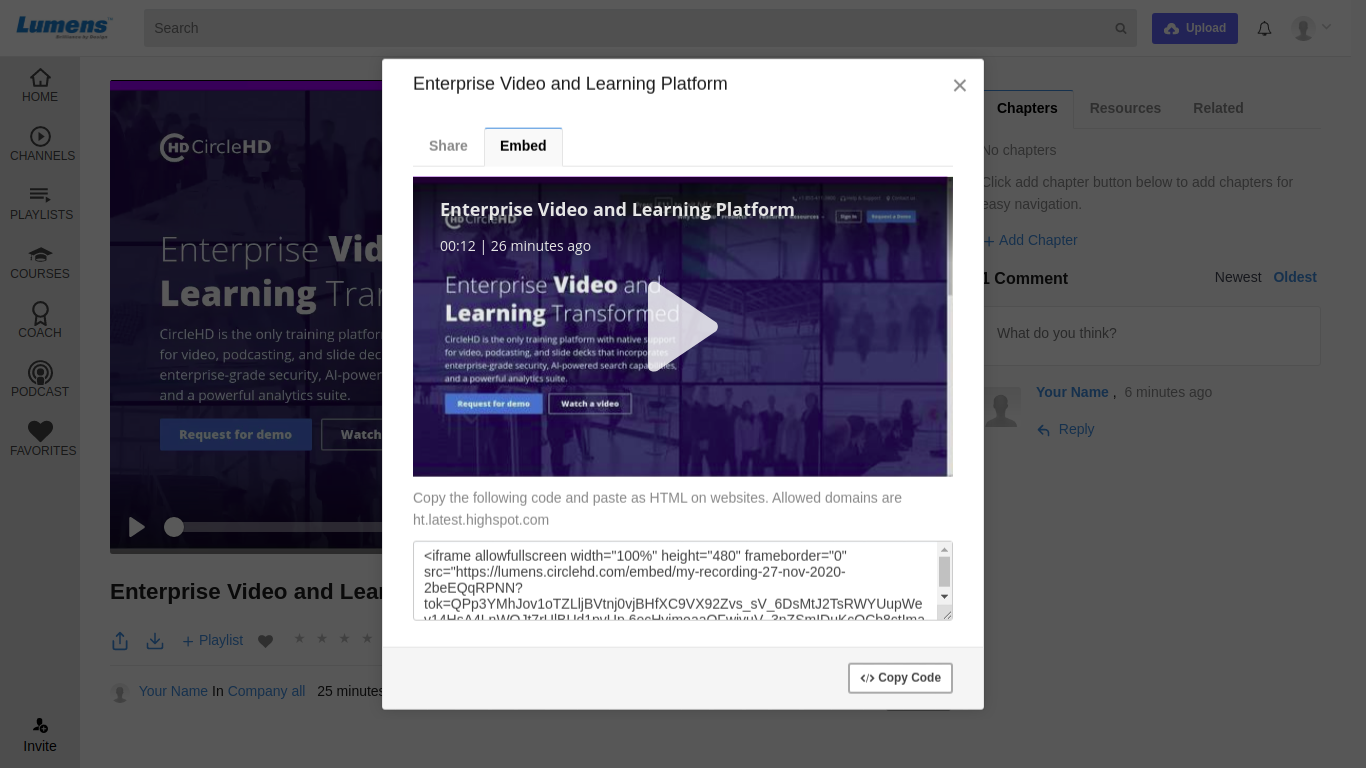 Lumens
Search
Upload
HOME
CHANNELS
PLAYLISTS
COURSES
COACH
PODCAST
FAVORITES
Invite
HD CircleHD
Enterprise Vid
Learning Tran
CircleHD is the only training platfor
for video, podcasting, and slide dec
enterprise-grade security, AI-power
and a powerful analytics suite.
Request for demo
Watch
Enterprise Video and Lear
+ Playlist
Your Name In Company all 25 minutes
Enterprise Video and Learning Platform
Share
Embed
Enterprise Video and Learning Platform
00:12 | 26 minutes ago
HD CircleHD
Resources
Sign In
Request a Demo
Enterprise Video and
Learning Transformed
CircleHD is the only training platform with native support
for video, podcasting, and slide decks that incorporates
enterprise-grade security, AI-powered search capabilities,
and a powerful analytics suite.
Request for demo
Watch a video
Copy the following code and paste as HTML on websites. Allowed domains are
ht.latest.highspot.com
<iframe allowfullscreen width="100%" height="480" frameborder="0"
src="https://lumens.circlehd.com/embed/my-recording-27-nov-2020-
2beEQqRPNN?
tok=QPp3YMhJov1oTZLljBVtnj0vjBHfXC9VX92Zvs_sV_6DsMtJ2TsRWYUupWe
</> Copy Code
Chapters
Resources
Related
No chapters
Click add chapter button below to add chapters for
easy navigation.
+ Add Chapter
1 Comment
Newest
Oldest
What do you think?
Your Name , 6 minutes ago
Reply